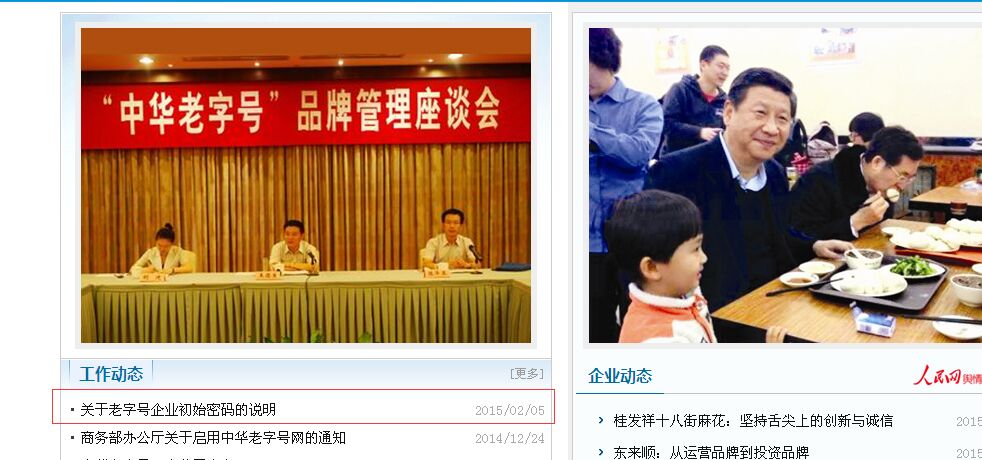 “中华老字号”品牌管理座谈会
工作动态
[更多]
关于老字号企业初始密码的说明 2015/02/05
商务部办公厅关于启用中华老字号网的通知 2014/12/24
企业动态
人民网 舆情
桂发祥十八街麻花：坚持舌尖上的创新与诚信 2015
东来顺：从运营品牌到投资品牌 2015